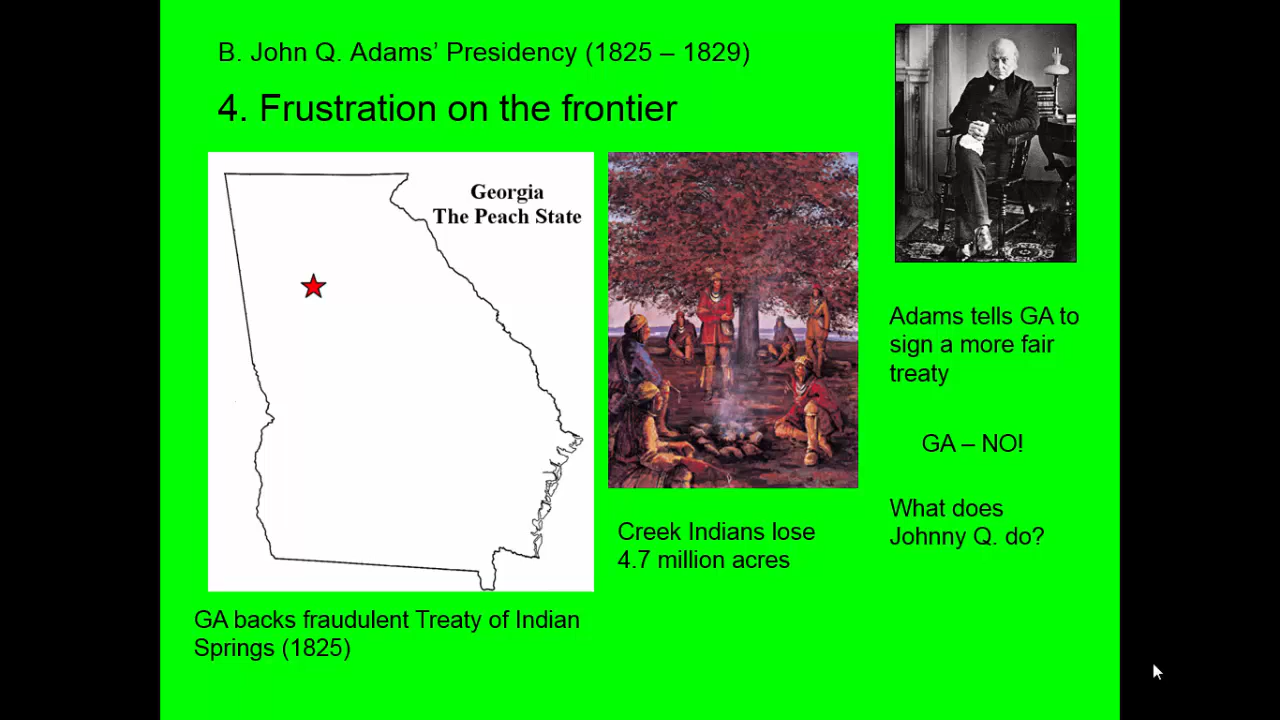 B. John Q. Adams’ Presidency (1825 – 1829)
4. Frustration on the frontier
Georgia
The Peach State
Adams tells GA to
sign a more fair
treaty
GA – NO!
What does
Johnny Q. do?
Creek Indians lose
4.7 million acres
GA backs fraudulent Treaty of Indian
Springs (1825)